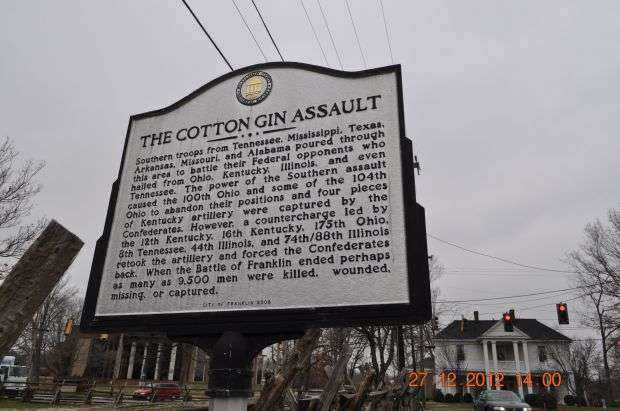 THE COTTON GIN ASSAULT
Southern troops from Tennessee, Mississippi, Texas,
Arkansas, Missouri, and Alabama poured through
this area to battle their Federal opponents who
hailed from Ohio, Kentucky, Illinois, and even
Tennessee. The power of the Southern assault
caused the 100th Ohio and some of the 104th
Ohio to abandon their positions and four pieces
of Kentucky artillery were captured by the
Confederates. However, a countercharge led by
the 12th Kentucky, 16th Kentucky, 175th Ohio,
8th Tennessee, 44th Illinois, and 74th/88th Illinois
retook the artillery and forced the Confederates
back. When the Battle of Franklin ended perhaps
as many as 9,500 men were killed, wounded,
missing, or captured.
CITY OF FRANKLIN 2008
27 12 2012 14 00